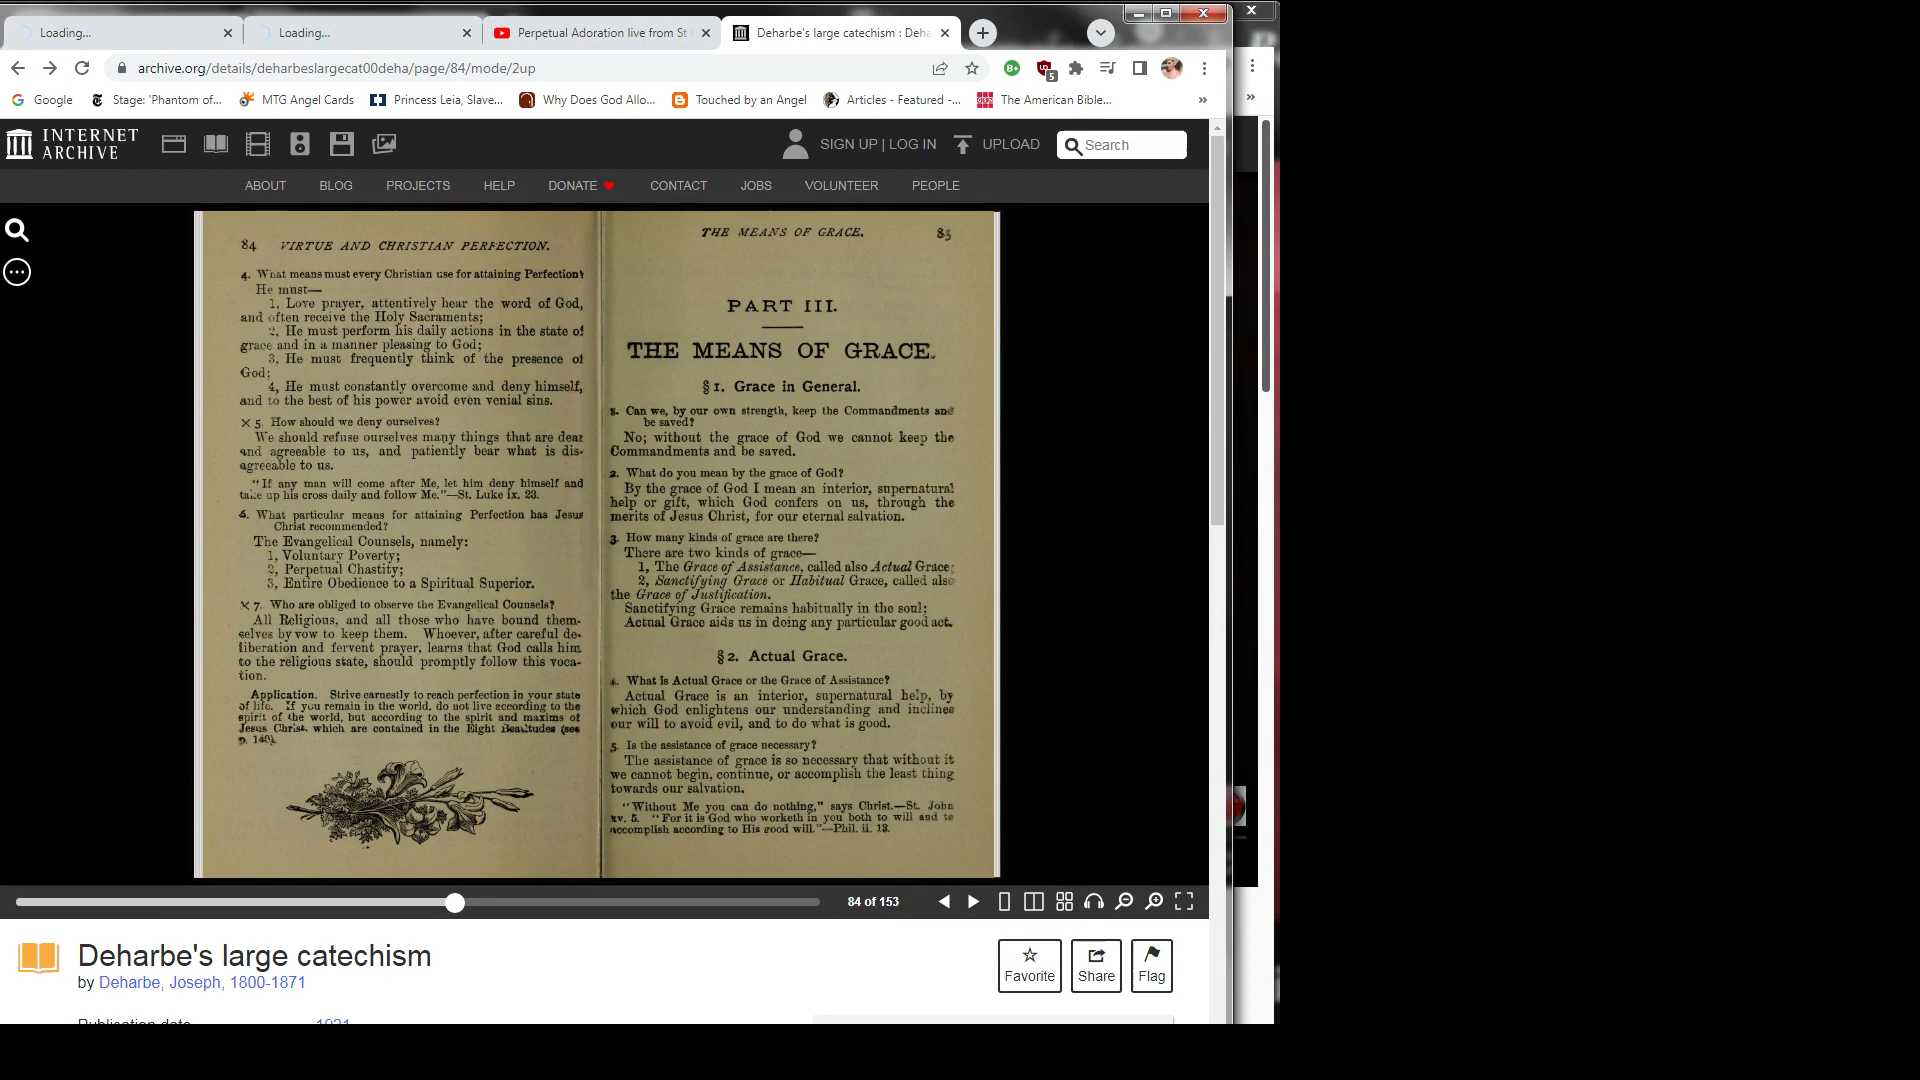 Loading...
Loading...
Perpetual Adoration live from St
Deharbe's large catechism : Deha
archive.org/details/deharbeslargecat00deha/page/84/mode/2up
5
Google
Stage: 'Phantom of...
MTG Angel Cards
Princess Leia, Slave...
Why Does God Allo...
Touched by an Angel
Articles - Featured -...
The American Bible...
INTERNET
ARCHIVE
SIGN UP | LOG IN
UPLOAD
Search
ABOUT
BLOG
PROJECTS
HELP
DONATE
CONTACT
JOBS
VOLUNTEER
PEOPLE
84 VIRTUE AND CHRISTIAN PERFECTION.
4. What means must every Christian use for attaining Perfection?
He must—
1. Love prayer, attentively hear the word of God,
and often receive the Holy Sacraments;
2, He must perform his daily actions in the state of
grace and in a manner pleasing to God;
3, He must frequently think of the presence of
God;
4, He must constantly overcome and deny himself,
and to the best of his power avoid even venial sins.
× 5. How should we deny ourselves?
We should refuse ourselves many things that are dear
and agreeable to us, and patiently bear what is dis-
agreeable to us.
"If any man will come after Me, let him deny himself and
take up his cross daily and follow Me."—St. Luke ix. 23.
6. What particular means for attaining Perfection has Jesus
Christ recommended?
The Evangelical Counsels, namely:
1, Voluntary Poverty;
2, Perpetual Chastity;
3, Entire Obedience to a Spiritual Superior.
× 7. Who are obliged to observe the Evangelical Counsels?
All Religious, and all those who have bound them-
selves by vow to keep them. Whoever, after careful de-
liberation and fervent prayer, learns that God calls him
to the religious state, should promptly follow this voca-
tion.
Application. Strive earnestly to reach perfection in your state
of life. If you remain in the world, do not live according to the
spirit of the world, but according to the spirit and maxims of
Jesus Christ, which are contained in the Eight Beatitudes (see
p. 140).
THE MEANS OF GRACE. 85
PART III.
THE MEANS OF GRACE.
§ 1. Grace in General.
1. Can we, by our own strength, keep the Commandments and
be saved?
No; without the grace of God we cannot keep the
Commandments and be saved.
2. What do you mean by the grace of God?
By the grace of God I mean an interior, supernatural
help or gift, which God confers on us, through the
merits of Jesus Christ, for our eternal salvation.
3. How many kinds of grace are there?
There are two kinds of grace—
1, The Grace of Assistance, called also Actual Grace;
2, Sanctifying Grace or Habitual Grace, called also
the Grace of Justification.
Sanctifying Grace remains habitually in the soul;
Actual Grace aids us in doing any particular good act.
§ 2. Actual Grace.
4. What is Actual Grace or the Grace of Assistance?
Actual Grace is an interior, supernatural help, by
which God enlightens our understanding and inclines
our will to avoid evil, and to do what is good.
5. Is the assistance of grace necessary?
The assistance of grace is so necessary that without it
we cannot begin, continue, or accomplish the least thing
towards our salvation.
"Without Me you can do nothing," says Christ.—St. John
xv. 5. "For it is God who worketh in you both to will and to
accomplish according to His good will."—Phil. ii. 13.
84 of 153
Deharbe's large catechism
by Deharbe, Joseph, 1800-1871
Favorite
Share
Flag
Publication date
1921